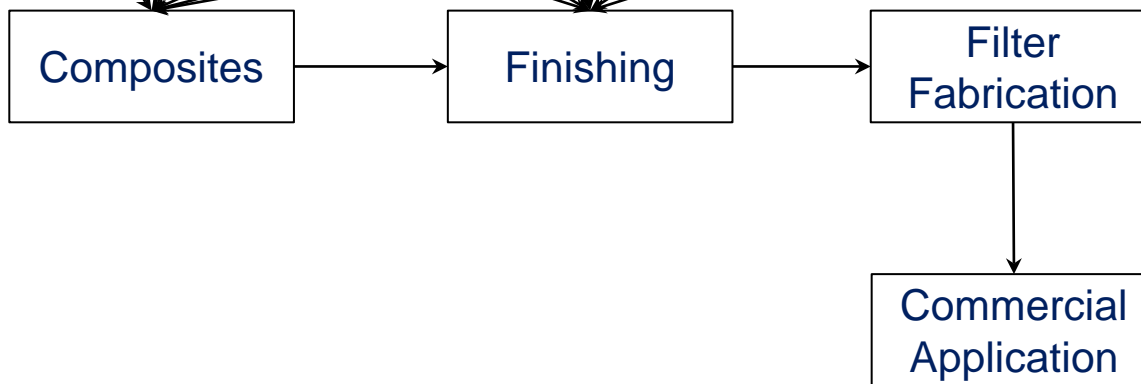 Composites
Finishing
Filter
Fabrication
Commercial
Application